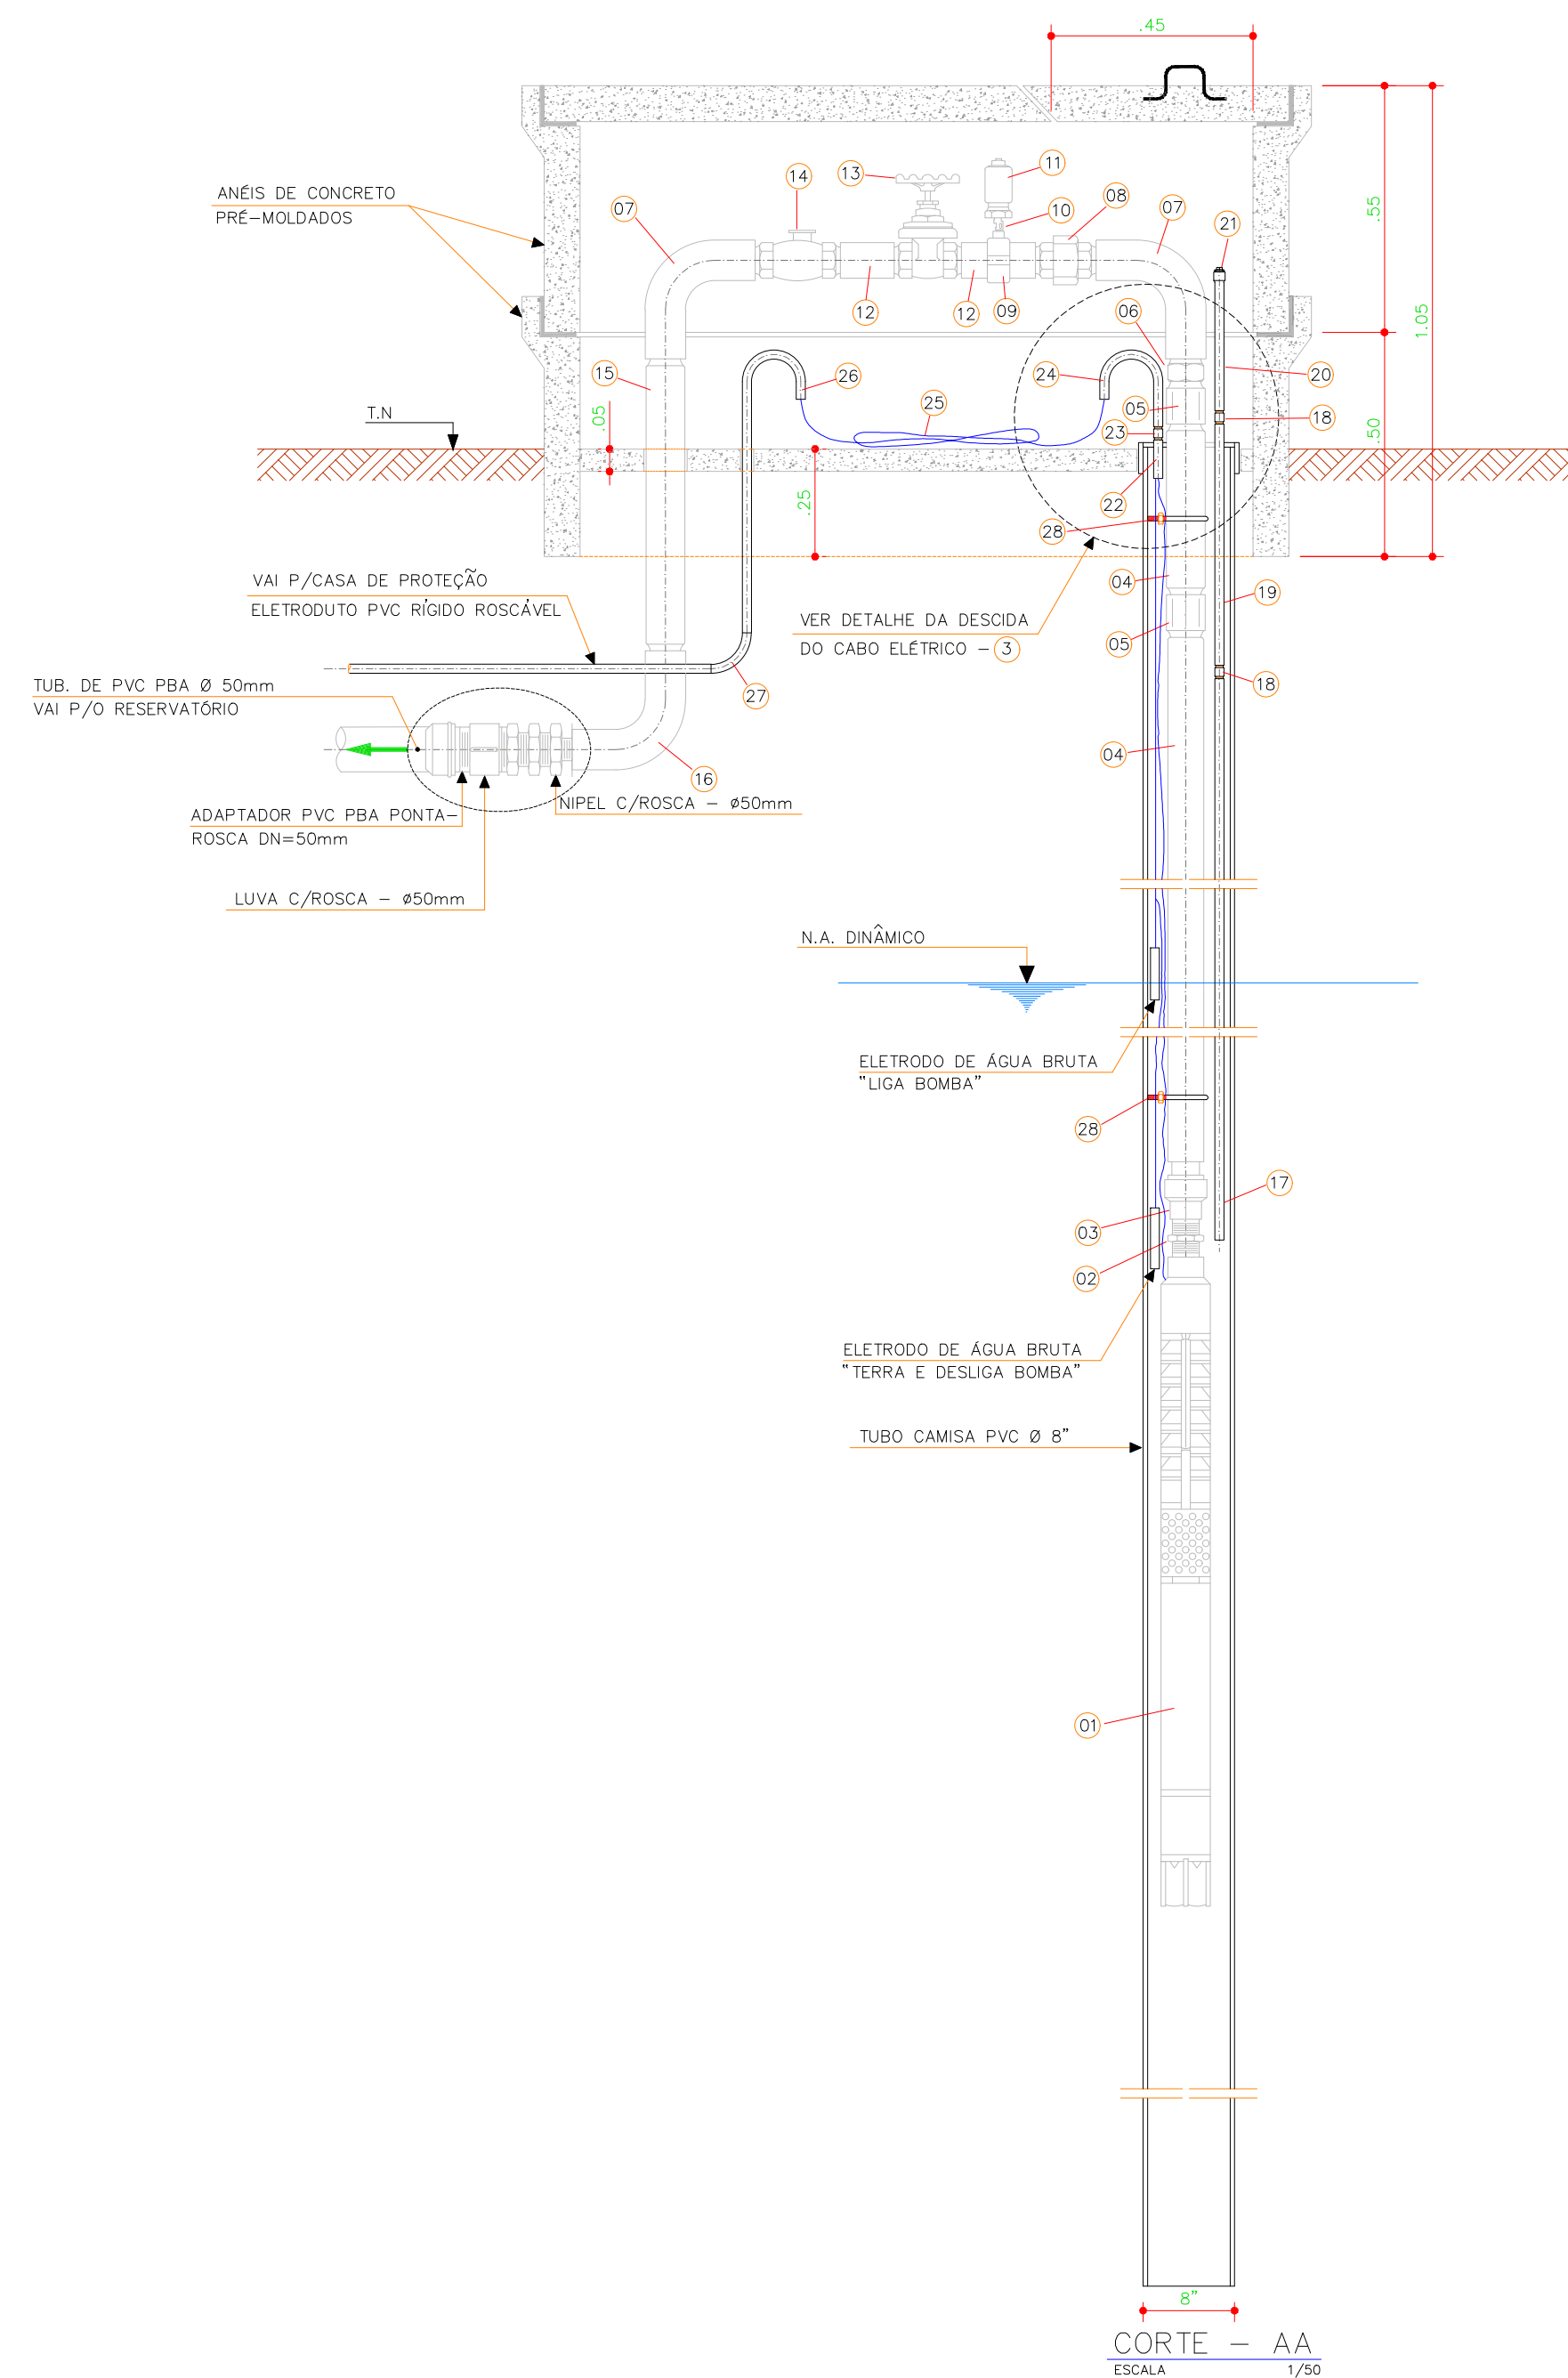 .45
ANÉIS DE CONCRETO
PRÉ-MOLDADOS
14
13
11
08
10
07
07
21
.55
1.05
12
12
09
06
15
26
24
20
25
05
18
T.N
.05
23
.50
.25
22
28
VAI P/CASA DE PROTEÇÃO
ELETRODUTO PVC RÍGIDO ROSCÁVEL
04
19
VER DETALHE DA DESCIDA
DO CABO ELÉTRICO - 3
05
TUB. DE PVC PBA Ø 50mm
VAI P/O RESERVATÓRIO
27
18
04
16
NIPEL C/ROSCA - Ø50mm
ADAPTADOR PVC PBA PONTA-
ROSCA DN=50mm
LUVA C/ROSCA - Ø50mm
N.A. DINÂMICO
ELETRODO DE ÁGUA BRUTA
"LIGA BOMBA"
28
17
03
02
ELETRODO DE ÁGUA BRUTA
"TERRA E DESLIGA BOMBA"
TUBO CAMISA PVC Ø 8"
01
8"
CORTE - AA
ESCALA 1/50